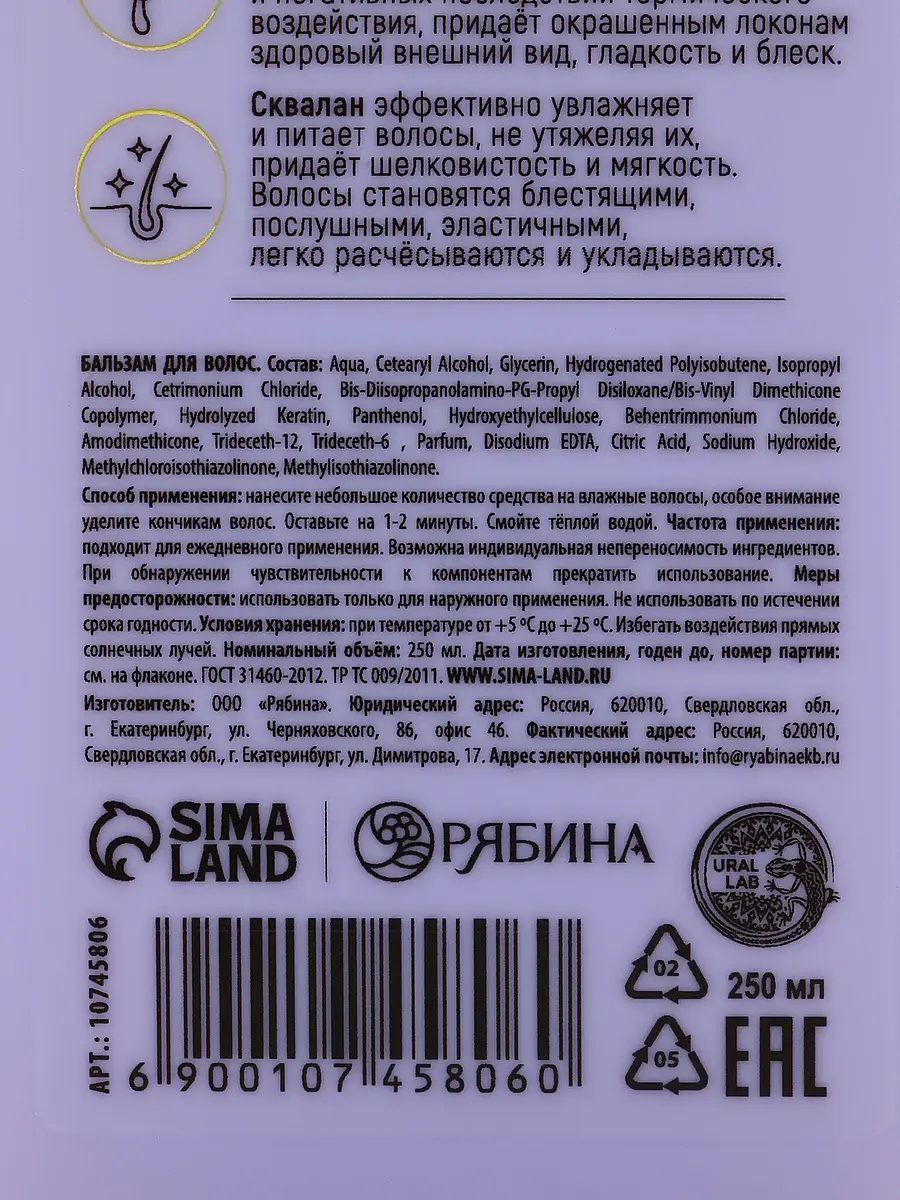 и негативных последствий термического
воздействия, придаёт окрашенным локонам
здоровый внешний вид, гладкость и блеск.
Сквалан эффективно увлажняет
и питает волосы, не утяжеляя их,
придаёт шелковистость и мягкость.
Волосы становятся блестящими,
послушными, эластичными,
легко расчёсываются и укладываются.
БАЛЬЗАМ ДЛЯ ВОЛОС. Состав: Aqua, Cetearyl Alcohol, Glycerin, Hydrogenated Polyisobutene, Isopropyl
Alcohol, Cetrimonium Chloride, Bis-Diisopropanolamino-PG-Propyl Disiloxane/Bis-Vinyl Dimethicone
Copolymer, Hydrolyzed Keratin, Panthenol, Hydroxyethylcellulose, Behentrimmonium Chloride,
Amodimethicone, Trideceth-12, Trideceth-6 , Parfum, Disodium EDTA, Citric Acid, Sodium Hydroxide,
Methylchloroisothiazolinone, Methylisothiazolinone.
Способ применения: нанесите небольшое количество средства на влажные волосы, особое внимание
уделите кончикам волос. Оставьте на 1-2 минуты. Смойте тёплой водой. Частота применения:
подходит для ежедневного применения. Возможна индивидуальная непереносимость ингредиентов.
При обнаружении чувствительности к компонентам прекратить использование. Меры
предосторожности: использовать только для наружного применения. Не использовать по истечении
срока годности. Условия хранения: при температуре от +5 ºC до +25 ºC. Избегать воздействия прямых
солнечных лучей. Номинальный объём: 250 мл. Дата изготовления, годен до, номер партии:
см. на флаконе. ГОСТ 31460-2012. ТР ТС 009/2011. WWW.SIMA-LAND.RU
Изготовитель: ООО «Рябина». Юридический адрес: Россия, 620010, Свердловская обл.,
г. Екатеринбург, ул. Черняховского, 86, офис 46. Фактический адрес: Россия, 620010,
Свердловская обл., г. Екатеринбург, ул. Димитрова, 17. Адрес электронной почты: info@ryabinaekb.ru
SIMA
LAND
РЯБИНА
URAL
LAB
АРТ.: 10745806
6 900107 458060
02
250 мл
05
EAC